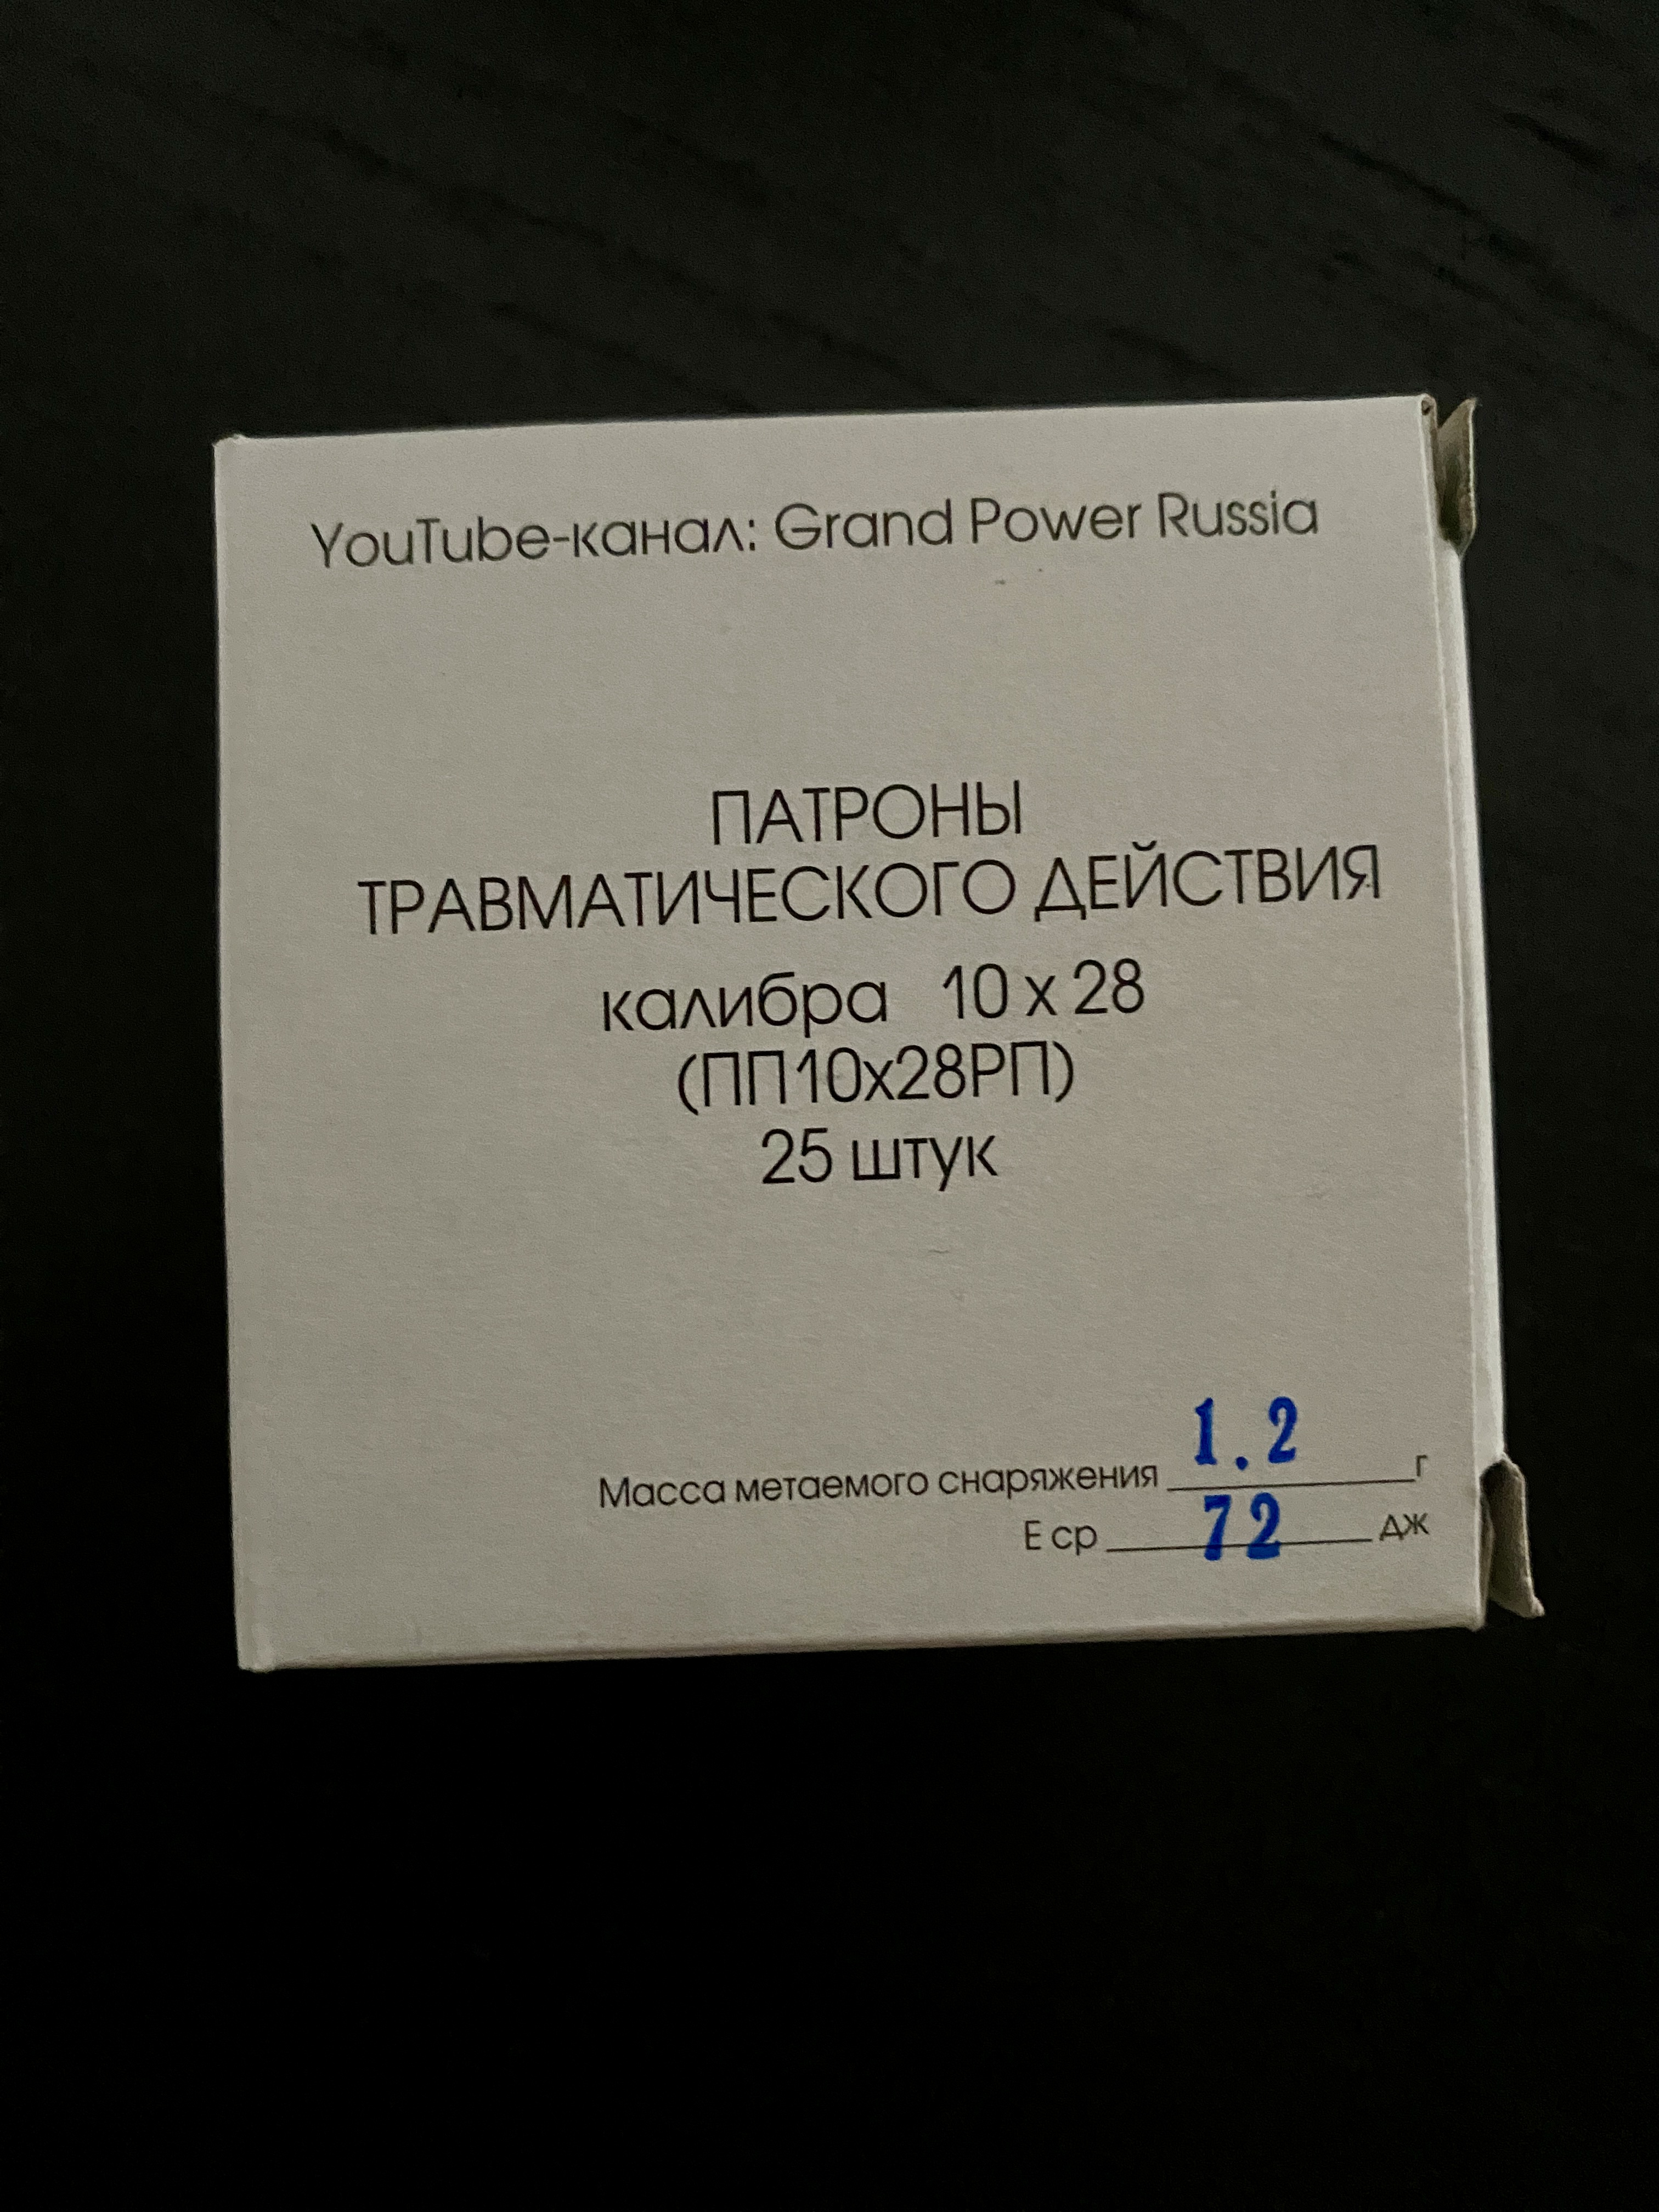 YouTube-канал: Grand Power Russia
ПАТРОНЫ
ТРАВМАТИЧЕСКОГО ДЕЙСТВИЯ
калибра 10 х 28
(ПП10х28РП)
25 штук
Масса метаемого снаряжения 1.2 г
Е ср 72 дж